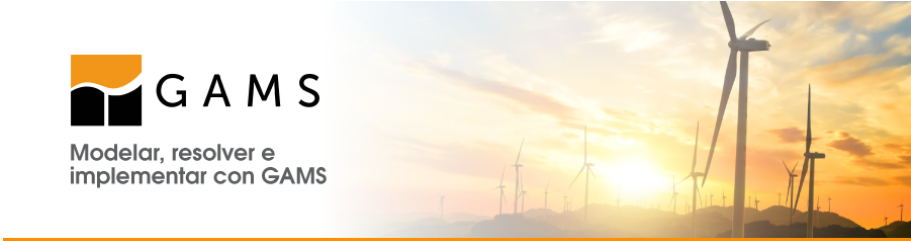 GAMS
Modelar, resolver e
implementar con GAMS